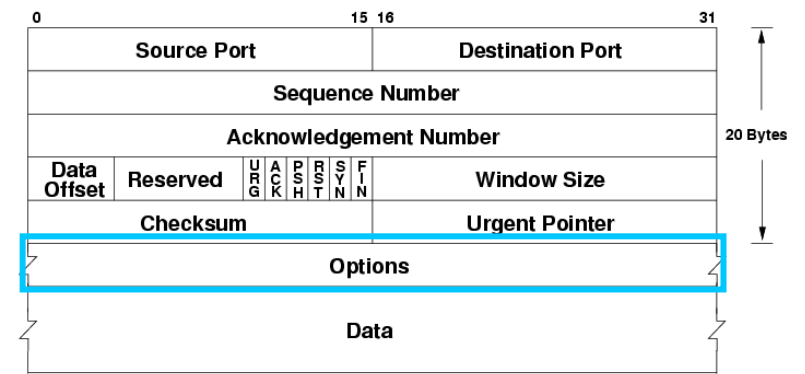 0 15 16 31
Source Port Destination Port
Sequence Number
Acknowledgement Number
20 Bytes
Data Offset Reserved URG ACK PSH RST SYN FIN Window Size
Checksum Urgent Pointer
Options
Data